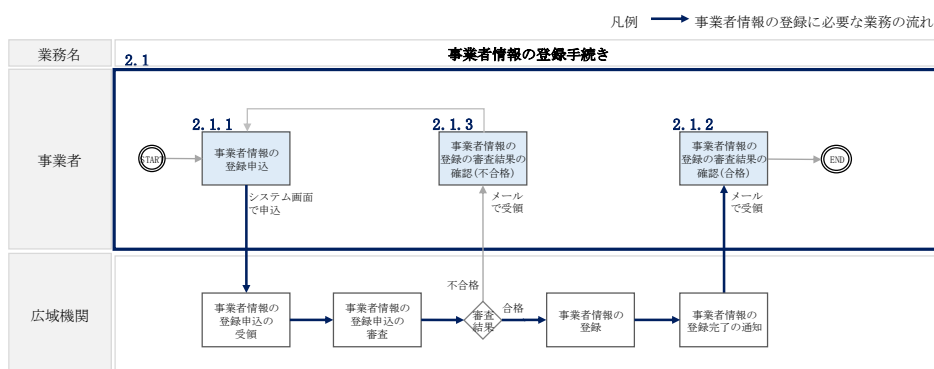 凡例 事業者情報の登録に必要な業務の流れ
業務名
2.1
事業者情報の登録手続き
事業者
START
2.1.1
事業者情報の
登録申込
システム画面
で申込
2.1.3
事業者情報の
登録の審査結果の
確認(不合格)
メール
で受領
2.1.2
事業者情報の
登録の審査結果の
確認(合格)
メール
で受領
END
広域機関
事業者情報の
登録申込の
受領
事業者情報の
登録申込の
審査
不合格
審査
結果
合格
事業者情報の
登録
事業者情報の
登録完了の通知